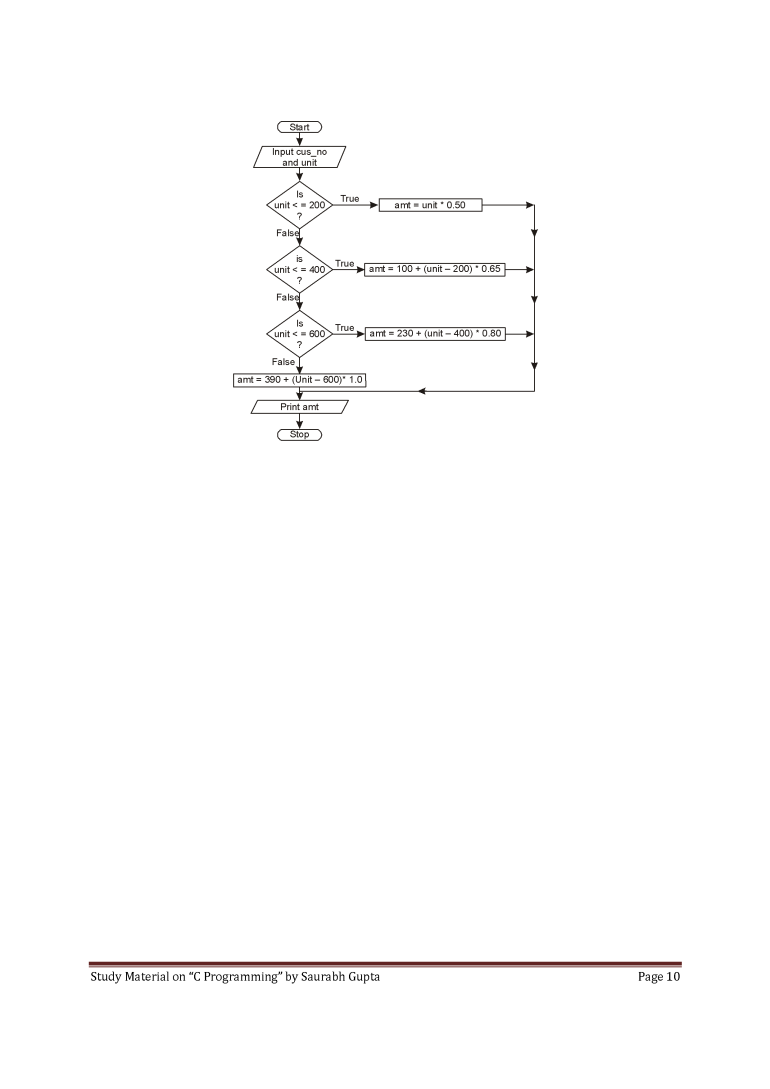 Start
Input cus_no
and unit
Is
unit < = 200
?
True
amt = unit * 0.50
False
is
unit < = 400
?
True
amt = 100 + (unit – 200) * 0.65
False
Is
unit < = 600
?
True
amt = 230 + (unit – 400) * 0.80
False
amt = 390 + (Unit – 600)* 1.0
Print amt
Stop
Study Material on “C Programming” by Saurabh Gupta Page 10